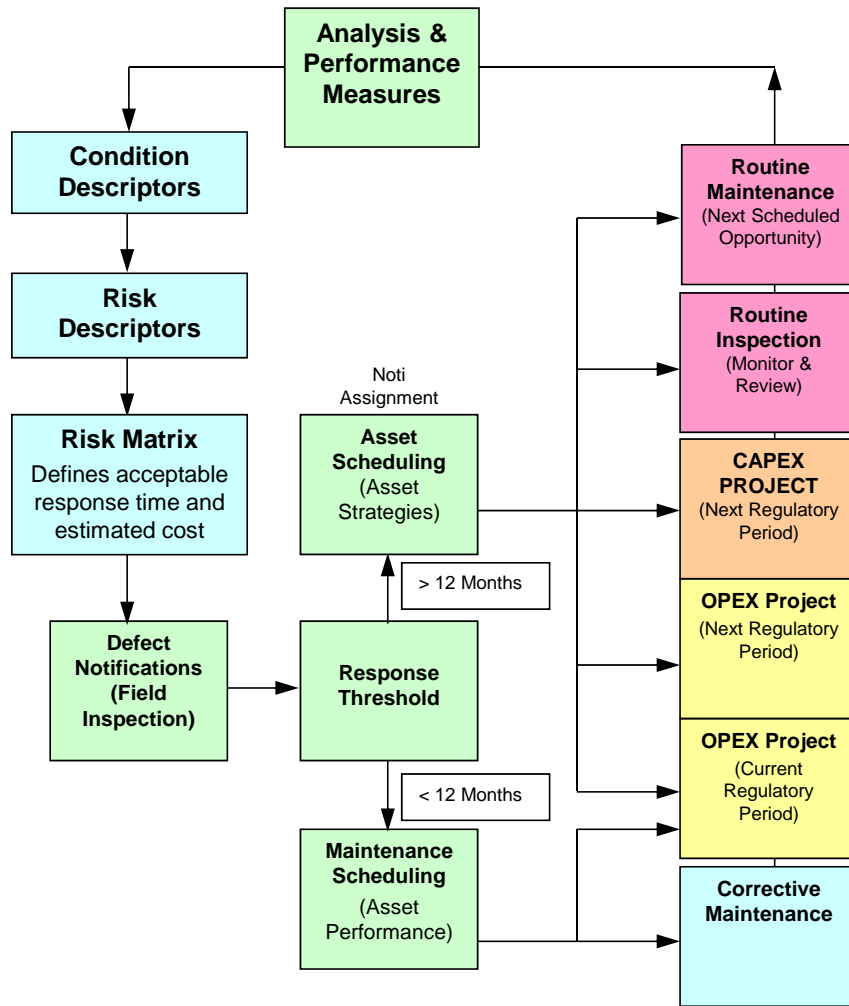 Analysis &
Performance
Measures
Condition
Descriptors
Risk
Descriptors
Risk Matrix
Defines acceptable
response time and
estimated cost
Defect
Notifications
(Field
Inspection)
Noti
Assignment
Asset
Scheduling
(Asset
Strategies)
> 12 Months
Response
Threshold
< 12 Months
Maintenance
Scheduling
(Asset
Performance)
Routine
Maintenance
(Next Scheduled
Opportunity)
Routine
Inspection
(Monitor &
Review)
CAPEX
PROJECT
(Next Regulatory
Period)
OPEX Project
(Next Regulatory
Period)
OPEX Project
(Current
Regulatory
Period)
Corrective
Maintenance